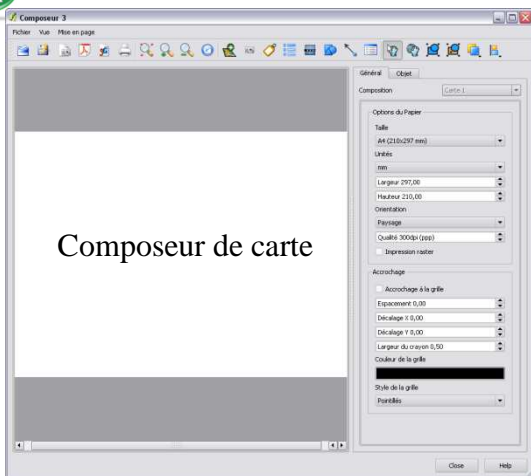 Composeur 3
Fichier Vue Mise en page
Général Objet
Composition Carte 1
Options du Papier
Taille
A4 (210x297 mm)
Unités
mm
Largeur 297,00
Hauteur 210,00
Orientation
Paysage
Qualité 300dpi (ppp)
Impression raster
Composeur de carte
Accrochage
Accrochage à la grille
Espacement 0,00
Décalage X 0,00
Décalage Y 0,00
Largeur du crayon 0,50
Couleur de la grille
Style de la grille
Pointillés
Close Help